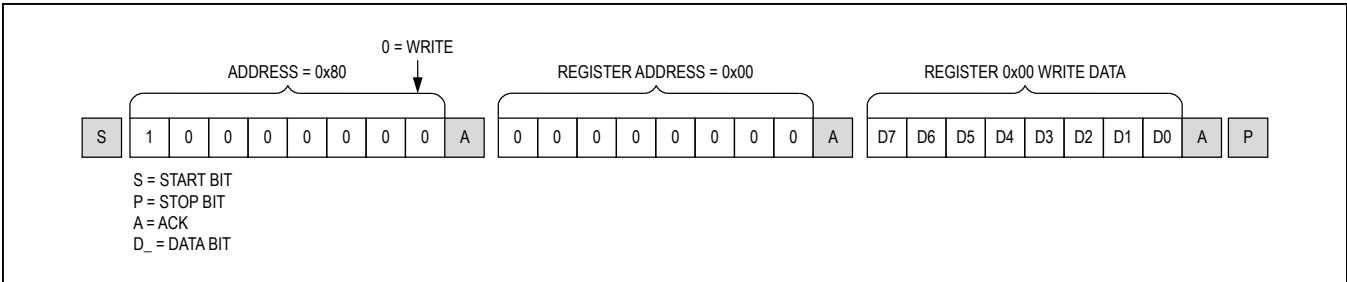 0 = WRITE
ADDRESS = 0x80 REGISTER ADDRESS = 0x00 REGISTER 0x00 WRITE DATA
S 1 0 0 0 0 0 0 0 A 0 0 0 0 0 0 0 0 A D7 D6 D5 D4 D3 D2 D1 D0 A P
S = START BIT
P = STOP BIT
A = ACK
D_ = DATA BIT